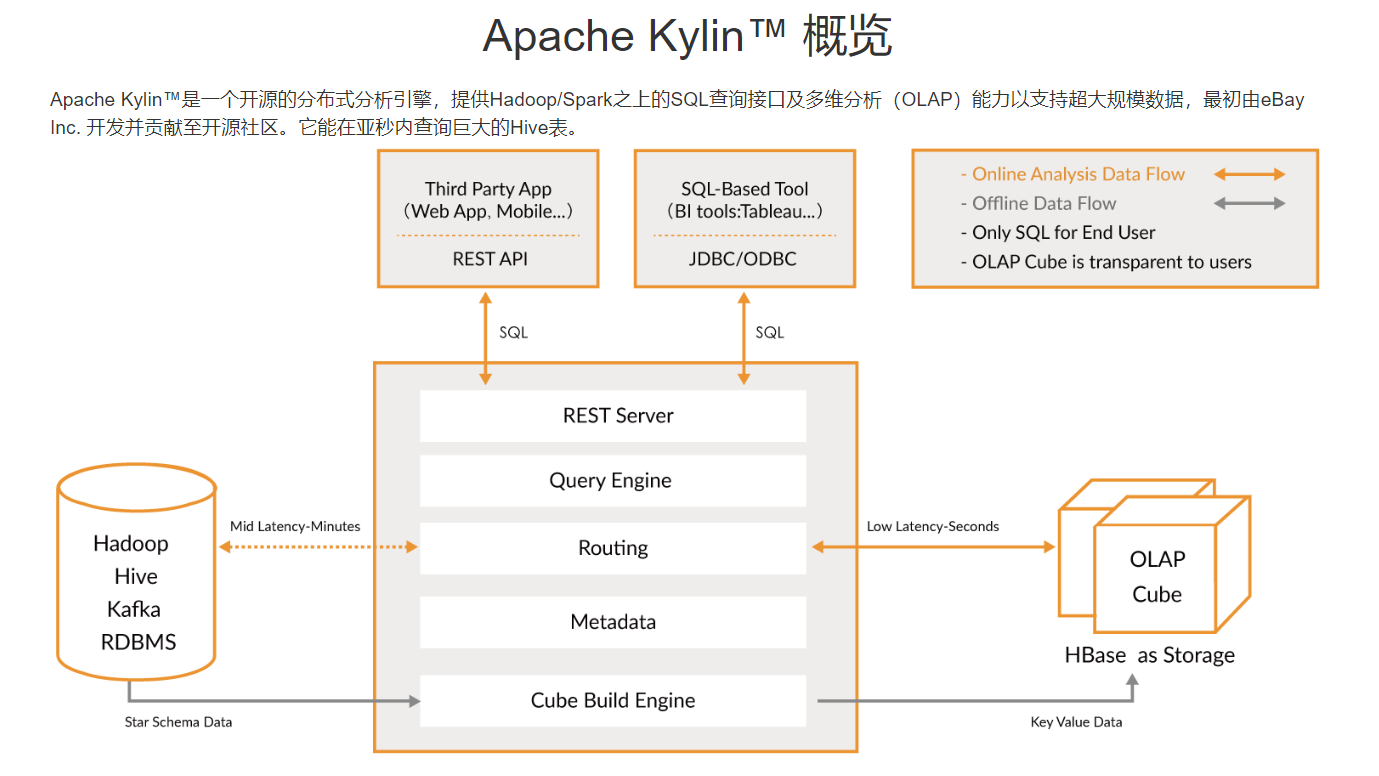 Apache Kylin™ 概览
Apache Kylin™是一个开源的分布式分析引擎，提供Hadoop/Spark之上的SQL查询接口及多维分析（OLAP）能力以支持超大规模数据，最初由eBay
Inc. 开发并贡献至开源社区。它能在亚秒内查询巨大的Hive表。
Third Party App
（Web App, Mobile...）
REST API
SQL-Based Tool
（BI tools:Tableau...）
JDBC/ODBC
- Online Analysis Data Flow
- Offline Data Flow
- Only SQL for End User
- OLAP Cube is transparent to users
SQL
SQL
REST Server
Query Engine
Routing
Metadata
Cube Build Engine
Hadoop
Hive
Kafka
RDBMS
Mid Latency-Minutes
Star Schema Data
Low Latency-Seconds
OLAP
Cube
HBase as Storage
Key Value Data